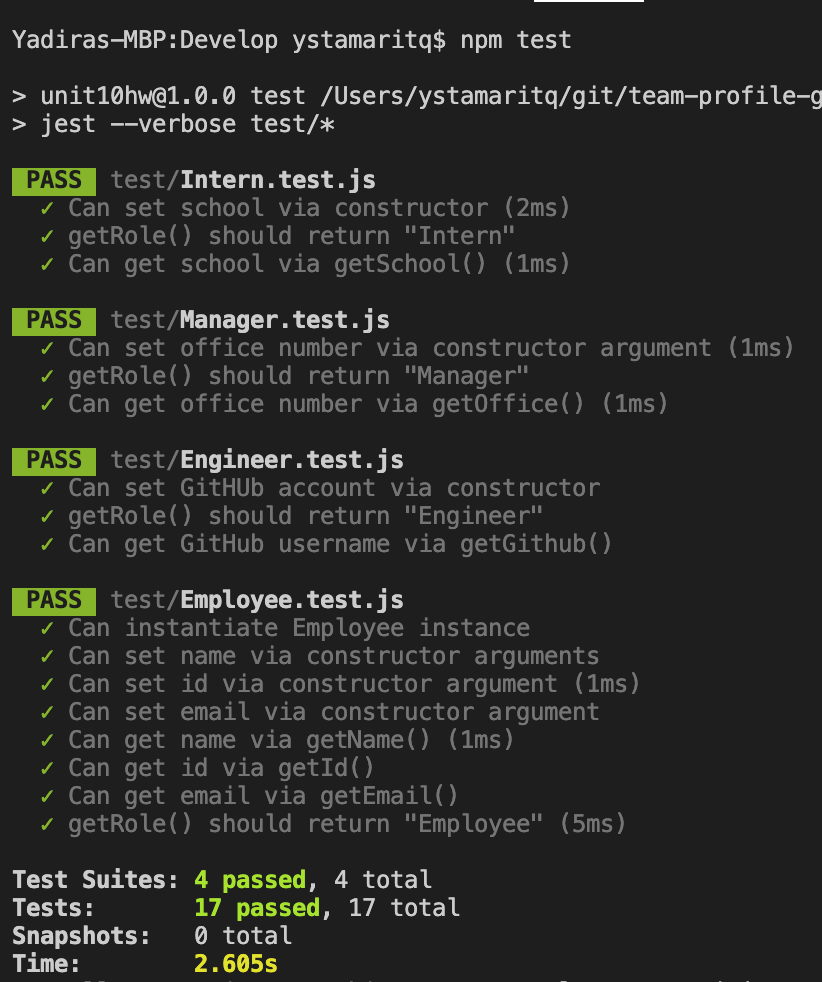 Yadiras-MBP:Develop ystamaritq$ npm test
> unit10hw@1.0.0 test /Users/ystamaritq/git/team-profile-g
> jest --verbose test/*
PASS test/Intern.test.js
✓ Can set school via constructor (2ms)
✓ getRole() should return "Intern"
✓ Can get school via getSchool() (1ms)
PASS test/Manager.test.js
✓ Can set office number via constructor argument (1ms)
✓ getRole() should return "Manager"
✓ Can get office number via getOffice() (1ms)
PASS test/Engineer.test.js
✓ Can set GitHUb account via constructor
✓ getRole() should return "Engineer"
✓ Can get GitHub username via getGithub()
PASS test/Employee.test.js
✓ Can instantiate Employee instance
✓ Can set name via constructor arguments
✓ Can set id via constructor argument (1ms)
✓ Can set email via constructor argument
✓ Can get name via getName() (1ms)
✓ Can get id via getId()
✓ Can get email via getEmail()
✓ getRole() should return "Employee" (5ms)
Test Suites: 4 passed, 4 total
Tests: 17 passed, 17 total
Snapshots: 0 total
Time: 2.605s